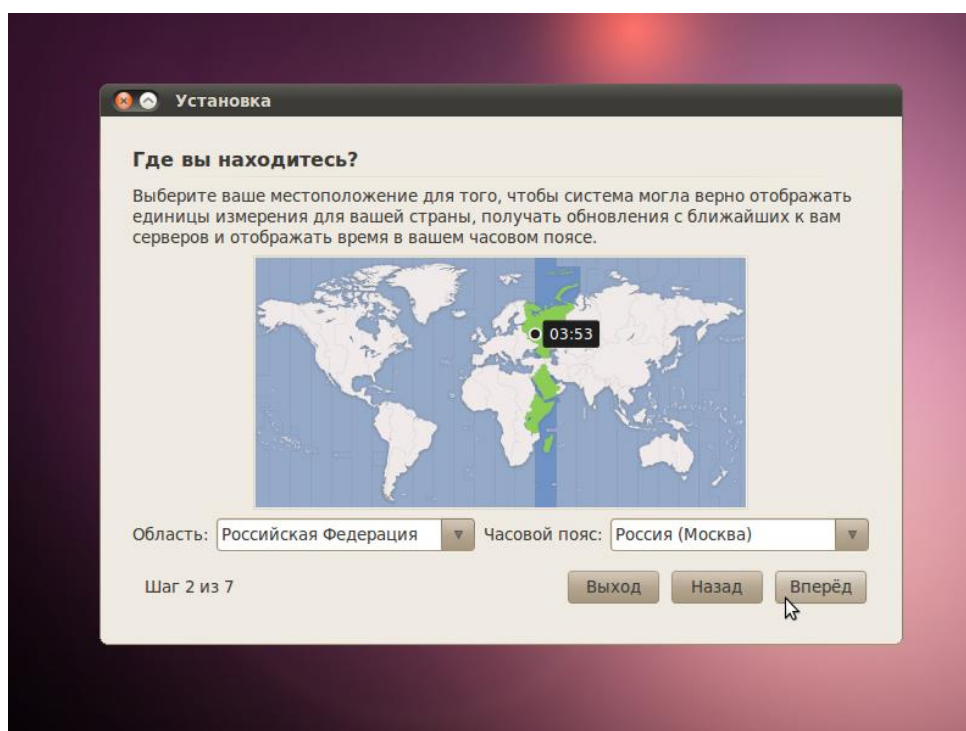 Установка
Где вы находитесь?
Выберите ваше местоположение для того, чтобы система могла верно отображать
единицы измерения для вашей страны, получать обновления с ближайших к вам
серверов и отображать время в вашем часовом поясе.
03:53
Область: Российская Федерация Часовой пояс: Россия (Москва)
Шаг 2 из 7 Выход Назад Вперёд